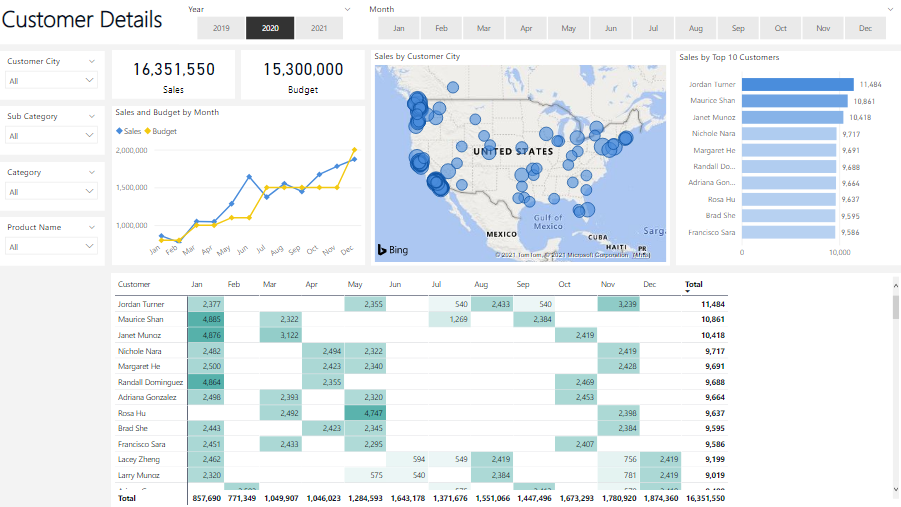 Customer Details
Year
2019 2020 2021
Month
Jan Feb Mar Apr May Jun Jul Aug Sep Oct Nov Dec
Customer City
All
Sub Category
All
Category
All
Product Name
All
16,351,550
Sales
15,300,000
Budget
Sales and Budget by Month
Sales Budget
2,000,000
1,500,000
1,000,000
Jan Feb Mar Apr May Jun Jul Aug Sep Oct Nov Dec
Sales by Customer City
UNITED STATES
Gulf of
Mexico
MEXICO
CUBA
HAITI PR
Sarg
Bing
© 2021 TomTom, © 2021 Microsoft Corporation Terms
Sales by Top 10 Customers
Jordan Turner 11,484
Maurice Shan 10,861
Janet Munoz 10,418
Nichole Nara 9,717
Margaret He 9,691
Randall Do... 9,688
Adriana Gon... 9,664
Rosa Hu 9,637
Brad She 9,595
Francisco Sara 9,586
0 10,000
Customer Jan Feb Mar Apr May Jun Jul Aug Sep Oct Nov Dec Total
Jordan Turner 2,377 2,355 540 2,433 540 3,239 11,484
Maurice Shan 4,885 2,322 1,269 2,384 10,861
Janet Munoz 4,876 3,122 2,419 10,418
Nichole Nara 2,482 2,494 2,322 2,419 9,717
Margaret He 2,500 2,423 2,340 2,428 9,691
Randall Dominguez 4,864 2,355 2,469 9,688
Adriana Gonzalez 2,498 2,393 2,320 2,453 9,664
Rosa Hu 2,492 4,747 2,398 9,637
Brad She 2,443 2,423 2,345 2,384 9,595
Francisco Sara 2,451 2,433 2,295 2,407 9,586
Lacey Zheng 2,462 594 549 2,419 756 2,419 9,199
Larry Munoz 2,320 575 540 2,384 781 2,419 9,019
Total 857,690 771,349 1,049,907 1,046,023 1,284,593 1,643,178 1,371,676 1,551,066 1,447,496 1,673,293 1,780,920 1,874,360 16,351,550